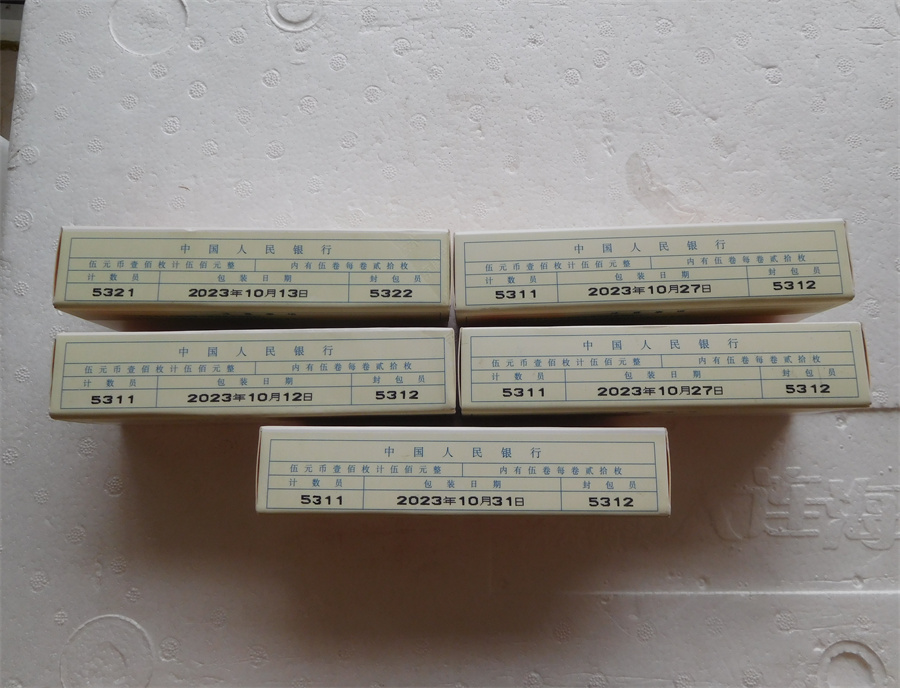 中国人民银行
伍元币壹佰枚计伍佰元整 内有伍卷每卷贰拾枚
计数员 包装日期 封包员
5321 2023年10月13日 5322
中国人民银行
伍元币壹佰枚计伍佰元整 内有伍卷每卷贰拾枚
计数员 包装日期 封包员
5311 2023年10月27日 5312
中国人民银行
伍元币壹佰枚计伍佰元整 内有伍卷每卷贰拾枚
计数员 包装日期 封包员
5311 2023年10月12日 5312
中国人民银行
伍元币壹佰枚计伍佰元整 内有伍卷每卷贰拾枚
计数员 包装日期 封包员
5311 2023年10月27日 5312
中国人民银行
伍元币壹佰枚计伍佰元整 内有伍卷每卷贰拾枚
计数员 包装日期 封包员
5311 2023年10月31日 5312